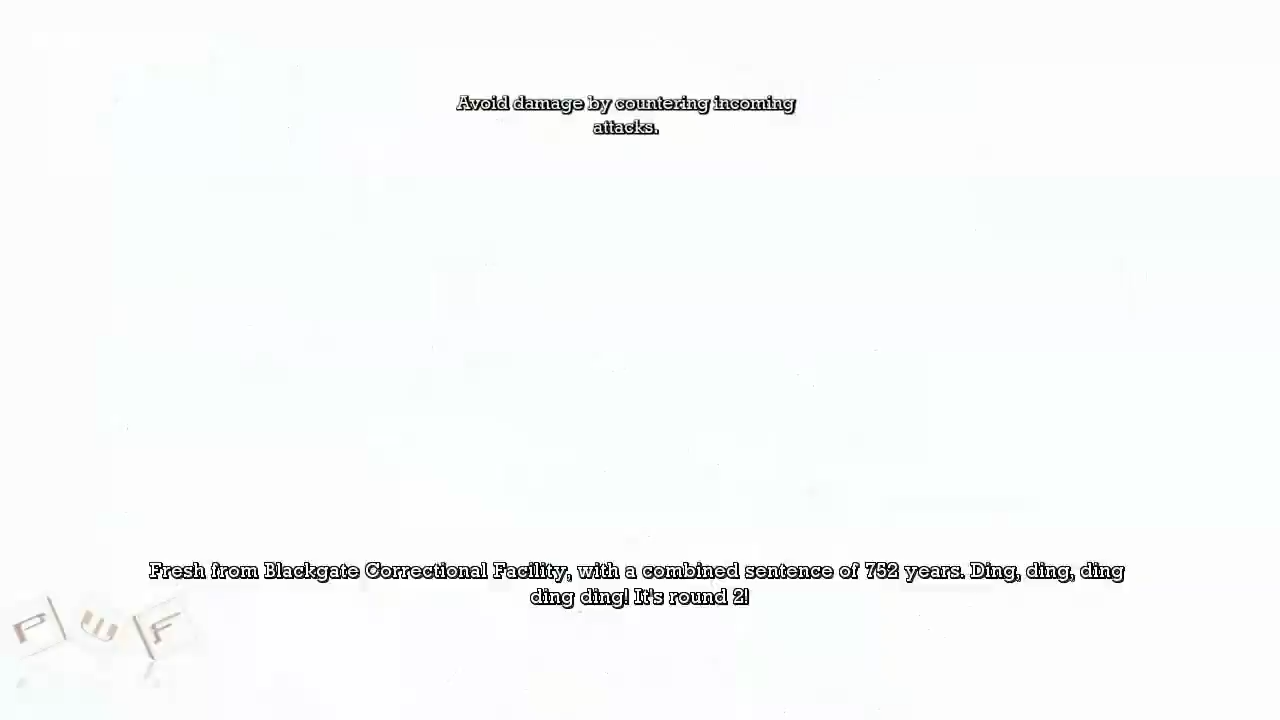 Avoid damage by countering incoming
attacks.
Fresh from Blackgate Correctional Facility, with a combined sentence of 752 years. Ding, ding, ding
ding ding! It's round 2!
P W F